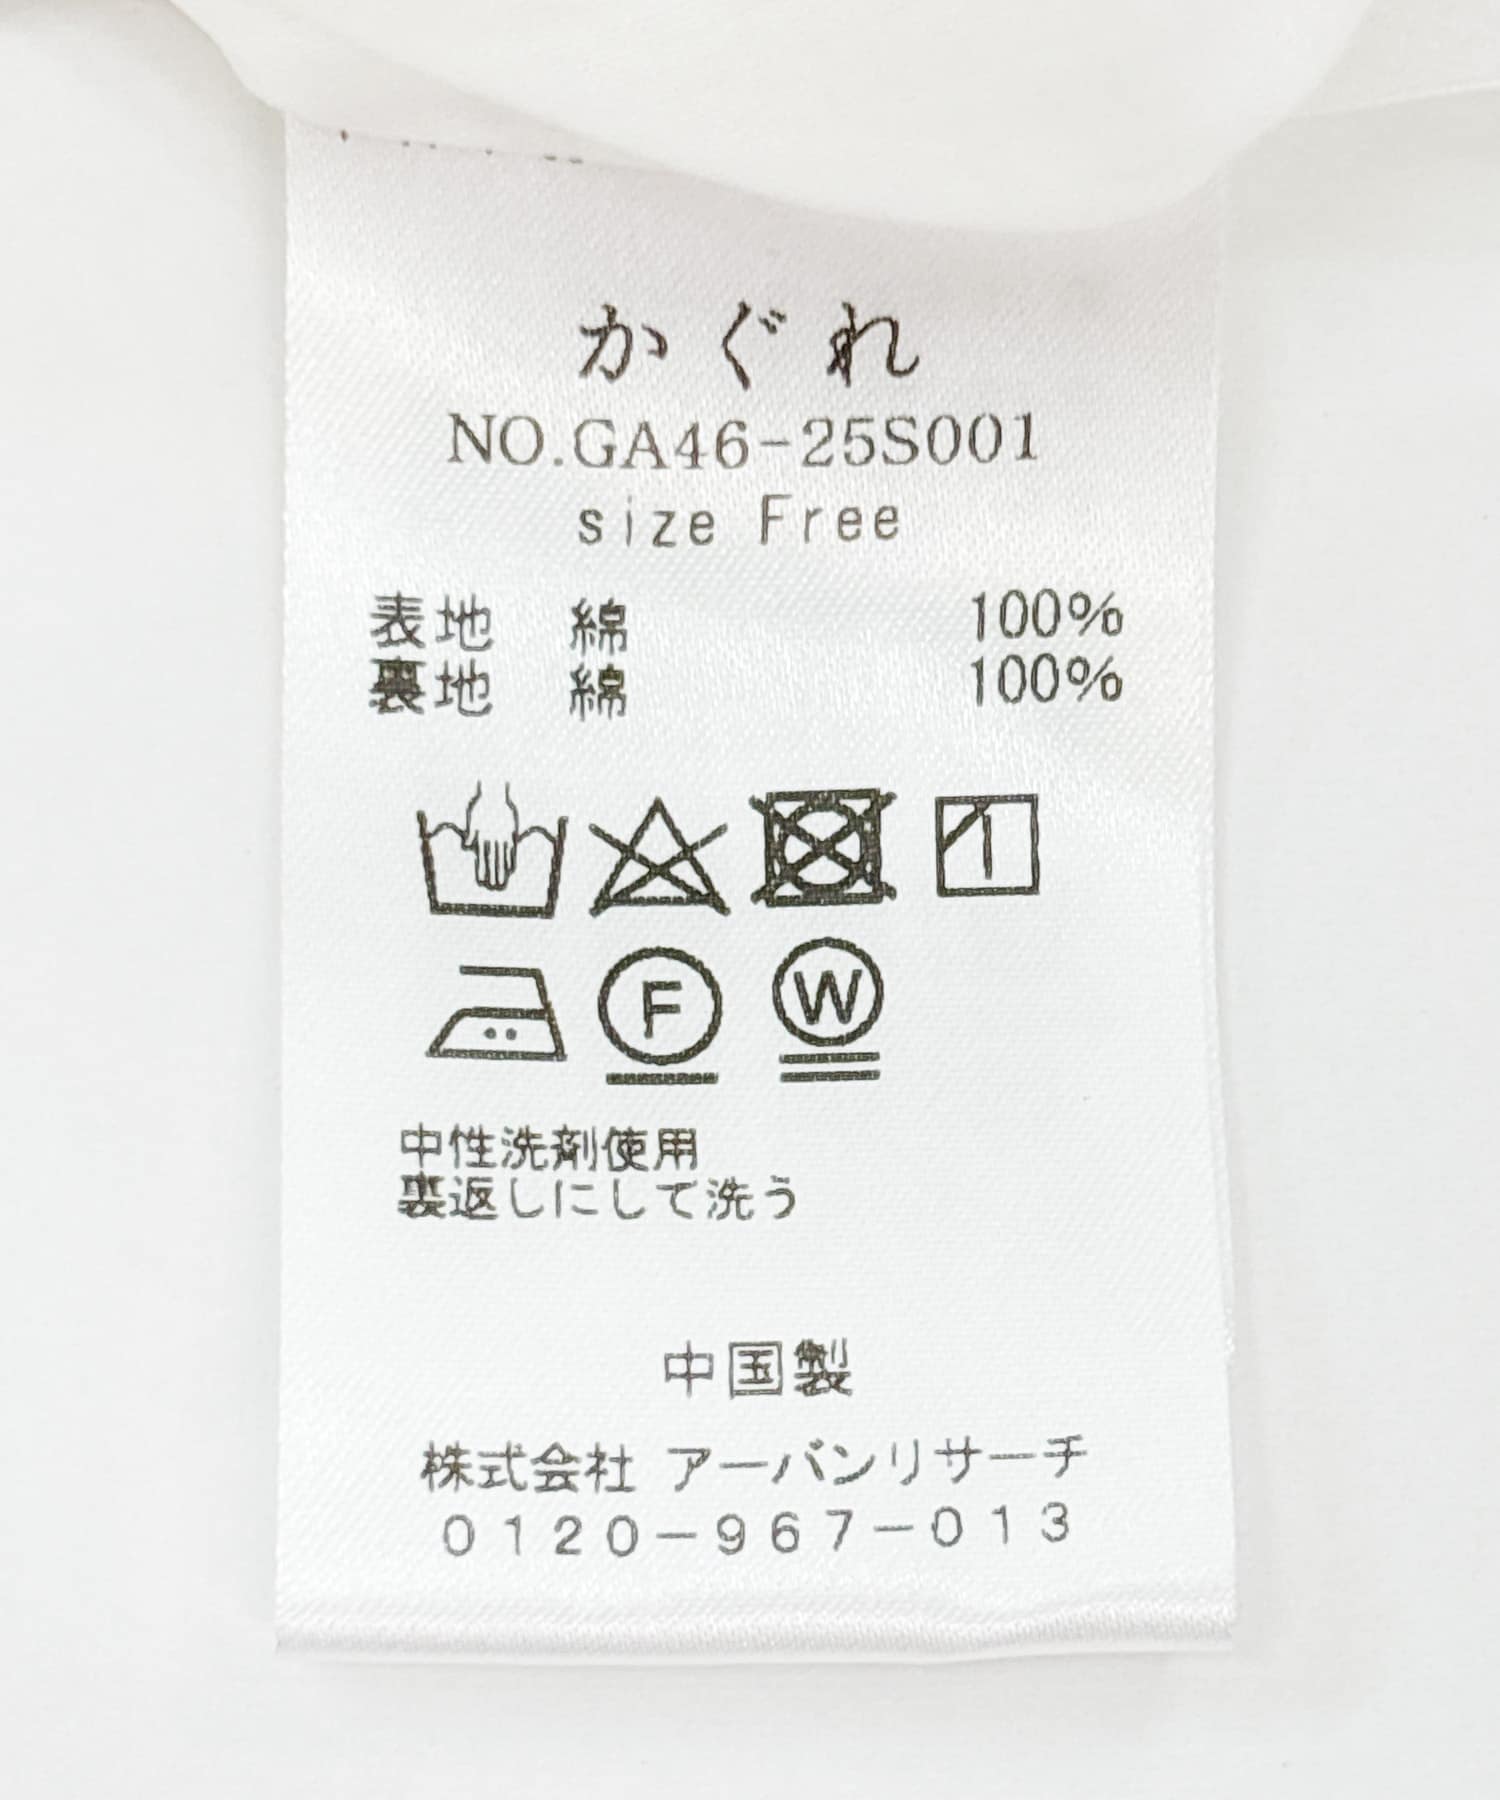 かぐれ
NO.GA46-25S001
size Free
表地 綿 100%
裏地 綿 100%
F W
中性洗剤使用
裏返しにして洗う
中国製
株式会社 アーバンリサーチ
0120-967-013